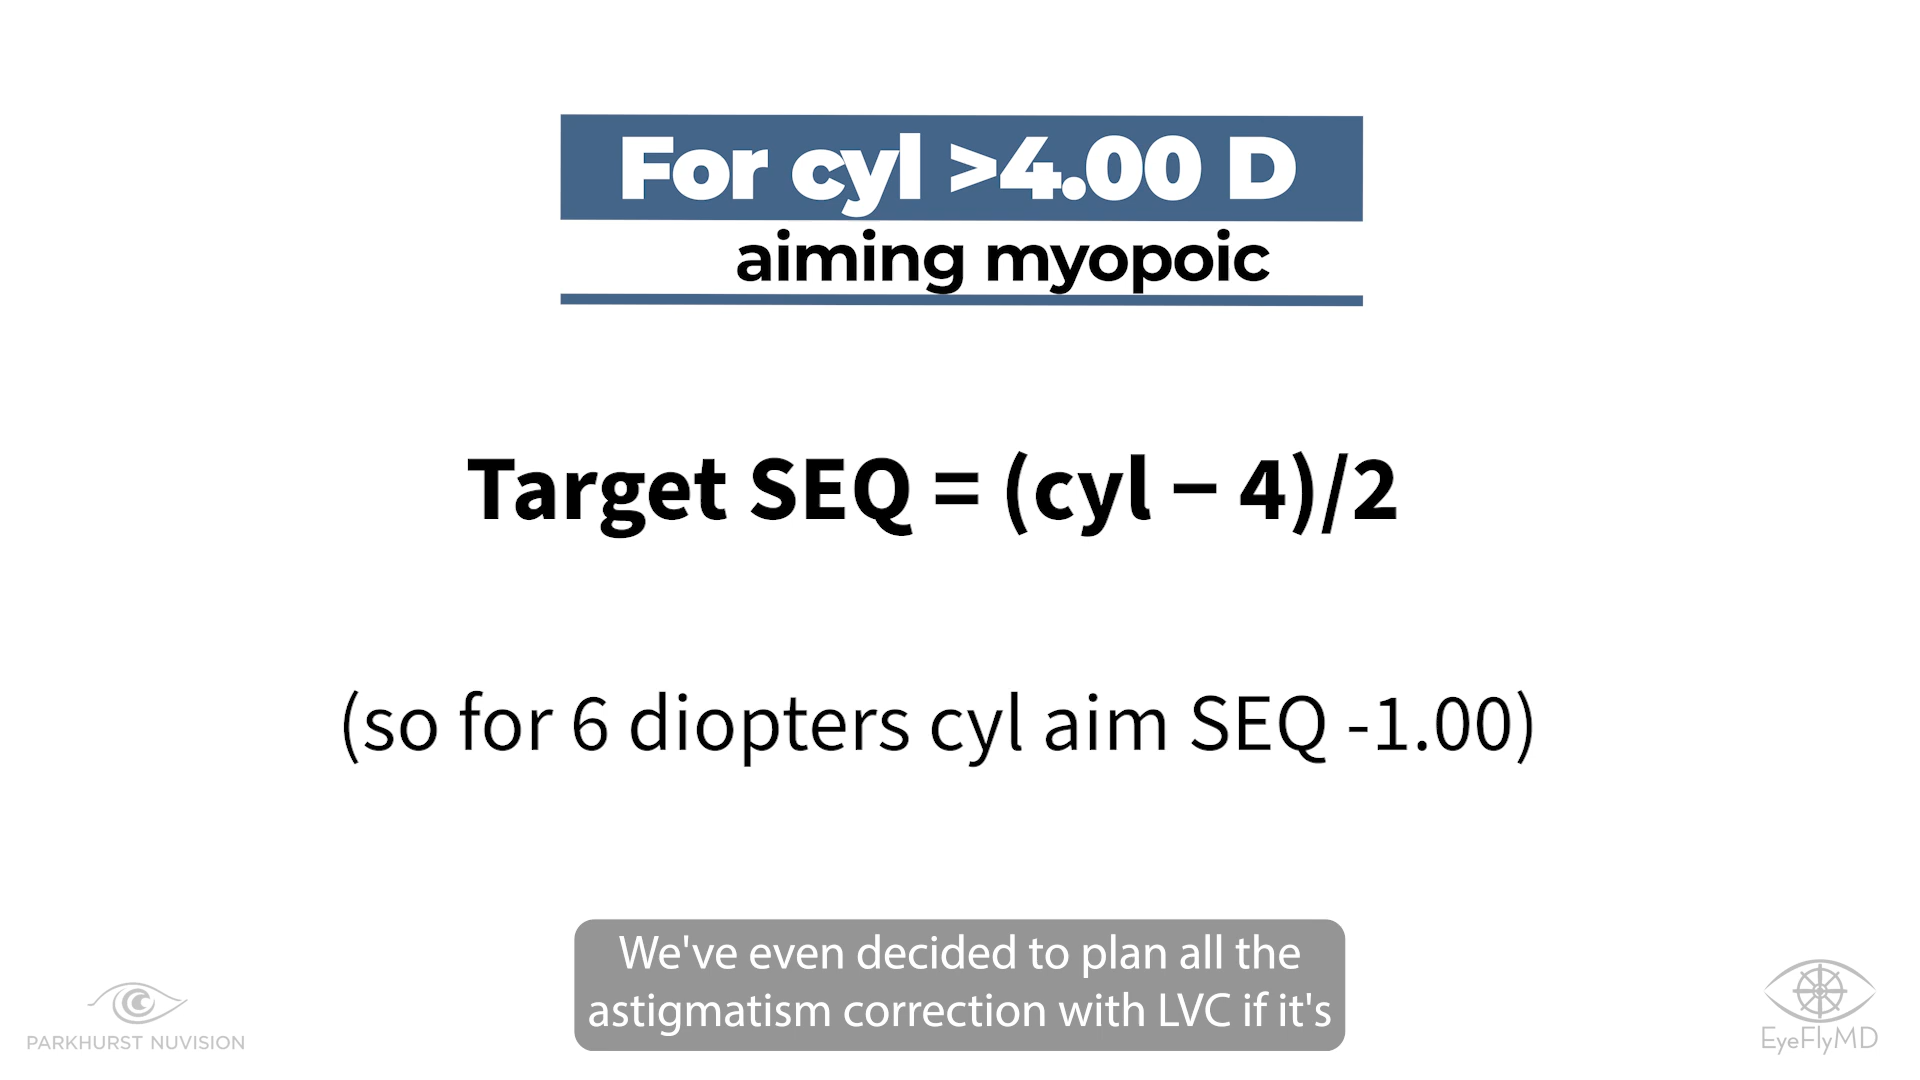 For cyl >4.00 D
aiming myopoic
Target SEQ = (cyl – 4)/2
(so for 6 diopters cyl aim SEQ -1.00)
We've even decided to plan all the
astigmatism correction with LVC if it's
PARKHURST NUVISION
EyeFlyMD